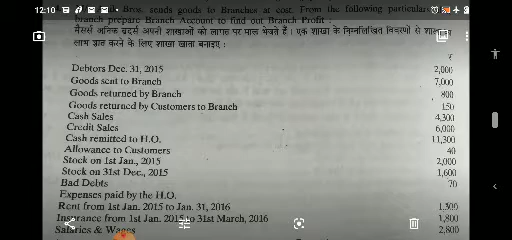 12:10
Bros. sends goods to Branches at cost. From the following particular
branch prepare Branch Account to find out Branch Profit :
मैसर्स अनिक ब्रदर्स अपनी शाखाओं को लागत पर माल भेजते हैं। एक शाखा के निम्नलिखित विवरणों से
लाभ ज्ञात करने के लिए शाखा खाता बनाइए :
₹
Debtors Dec. 31, 2015 2,000
Goods sent to Branch 7,000
Goods returned by Branch 800
Goods returned by Customers to Branch 150
Cash Sales 4,300
Credit Sales 6,000
Cash remitted to H.O. 11,300
Allowance to Customers 40
Stock on 1st Jan., 2015 2,000
Stock on 31st Dec., 2015 1,600
Bad Debts 70
Expenses paid by the H.O.
Rent from 1st Jan. 2015 to Jan. 31, 2016 1,300
Insurance from 1st Jan. 2015 to 31st March, 2016 1,800
Salaries & Wages 2,800